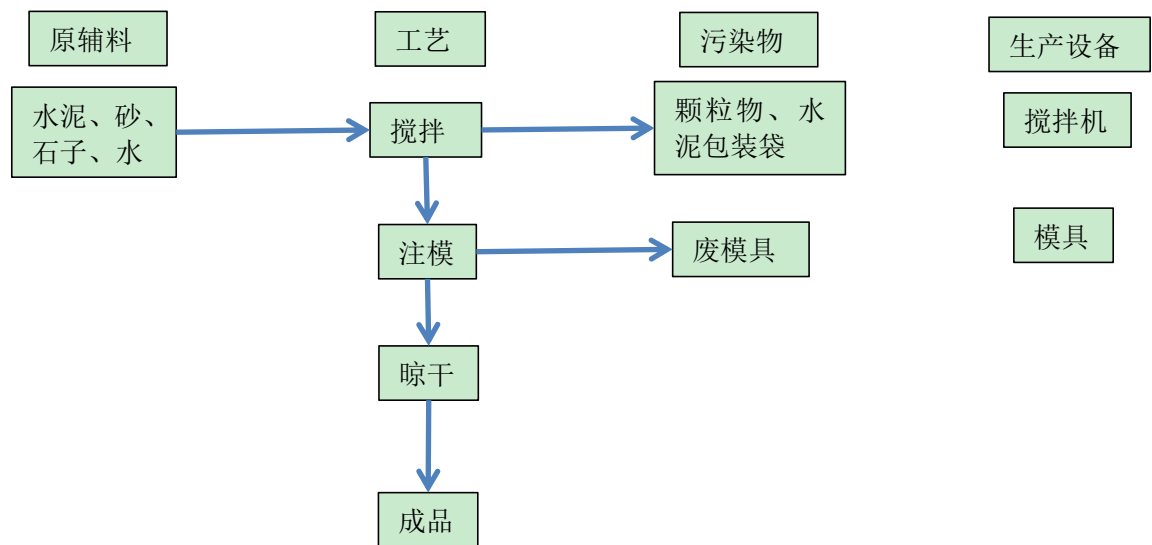 原辅料
工艺
污染物
生产设备
水泥、砂、
石子、水
搅拌
颗粒物、水
泥包装袋
搅拌机
注模
废模具
模具
晾干
成品